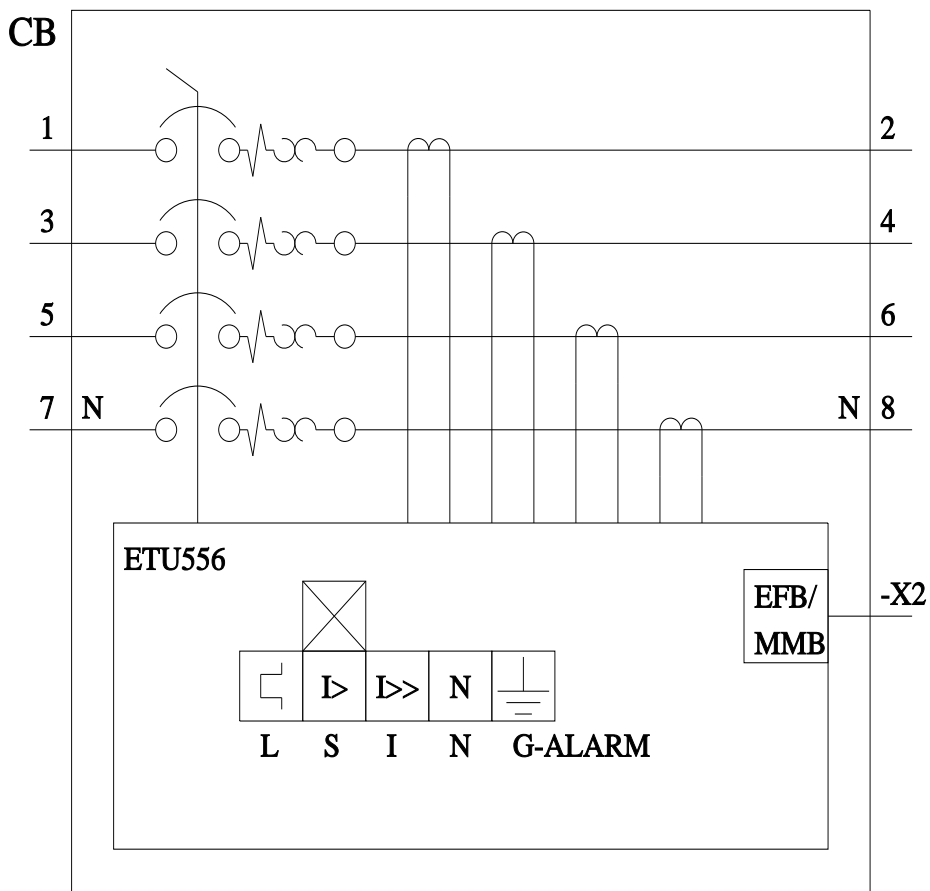 CB
1 2
3 4
5 6
7 N N 8
ETU556
EFB/ -X2
MMB
I> I>> N
L S I N G-ALARM